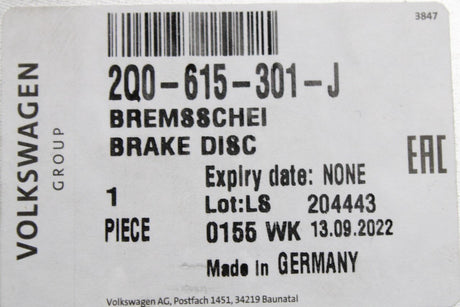 3847
VOLKSWAGEN
GROUP
2Q0-615-301-J
BREMSSCHEI
BRAKE DISC
EAC
Expiry date: NONE
1 Lot:LS 204443
PIECE 0155 WK 13.09.2022
Made in GERMANY
Volkswagen AG, Postfach 1451, 34219 Baunatal